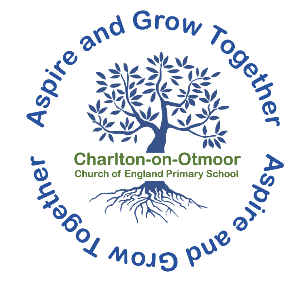 Aspire and Grow Together
Charlton-on-Otmoor
Church of England Primary School
Aspire and Grow Together